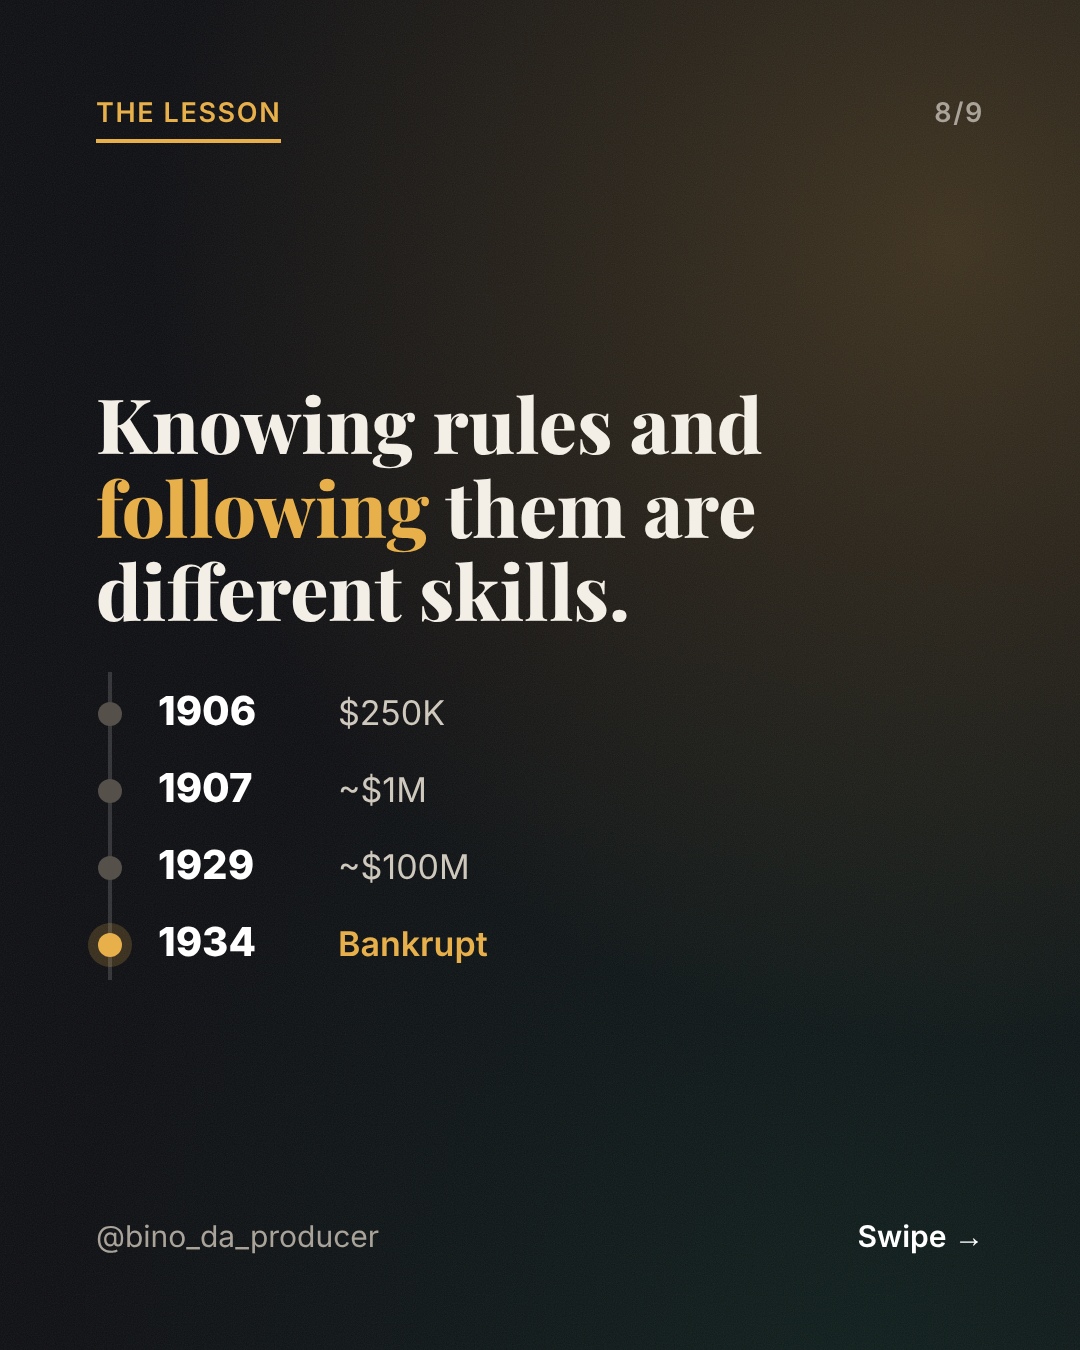 THE LESSON
8/9
Knowing rules and
following them are
different skills.
1906 $250K
1907 ~$1M
1929 ~$100M
1934 Bankrupt
@bino_da_producer
Swipe →